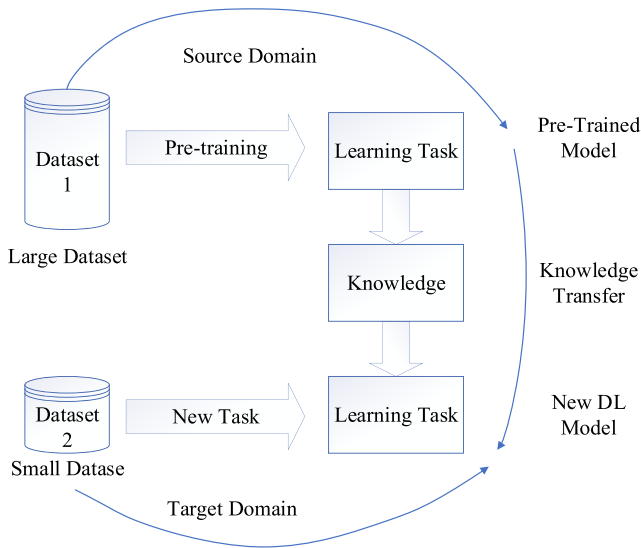 Source Domain
Dataset
1
Pre-training
Learning Task
Pre-Trained
Model
Large Dataset
Knowledge
Knowledge
Transfer
Dataset
2
New Task
Learning Task
New DL
Model
Small Datase
Target Domain